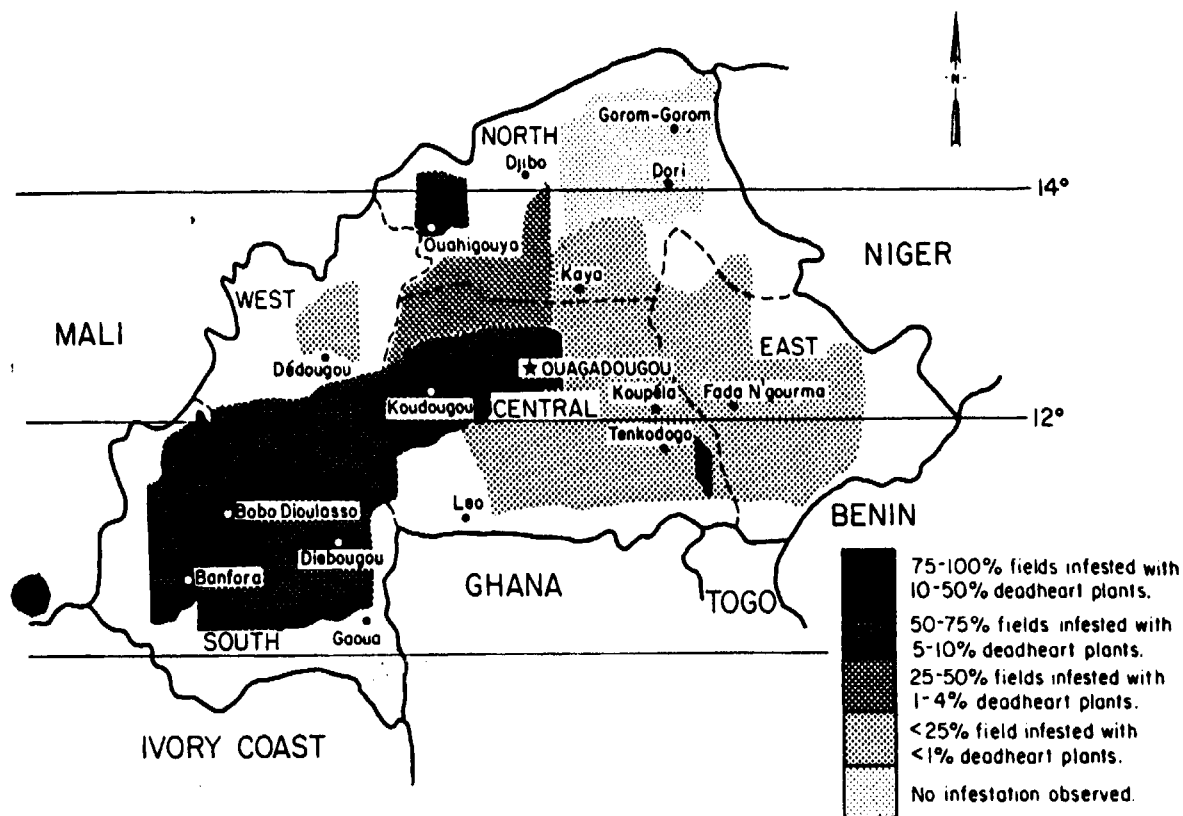 N
Gorom-Gorom
NORTH
Djibo
Dori
14°
Ouahigouya
NIGER
Kaya
WEST
MALI
EAST
Dédougou
★ OUAGADOUGOU
Koudougou
CENTRAL
Koupéla
Fada N'gourma
12°
Tenkodogo
Leo
Bobo Dioulasso
BENIN
Diebougou
Banfora
GHANA
TOGO
SOUTH
Gaoua
IVORY COAST
75-100% fields infested with
10-50% deadheart plants.
50-75% fields infested with
5-10% deadheart plants.
25-50% fields infested with
1-4% deadheart plants.
<25% field infested with
<1% deadheart plants.
No infestation observed.